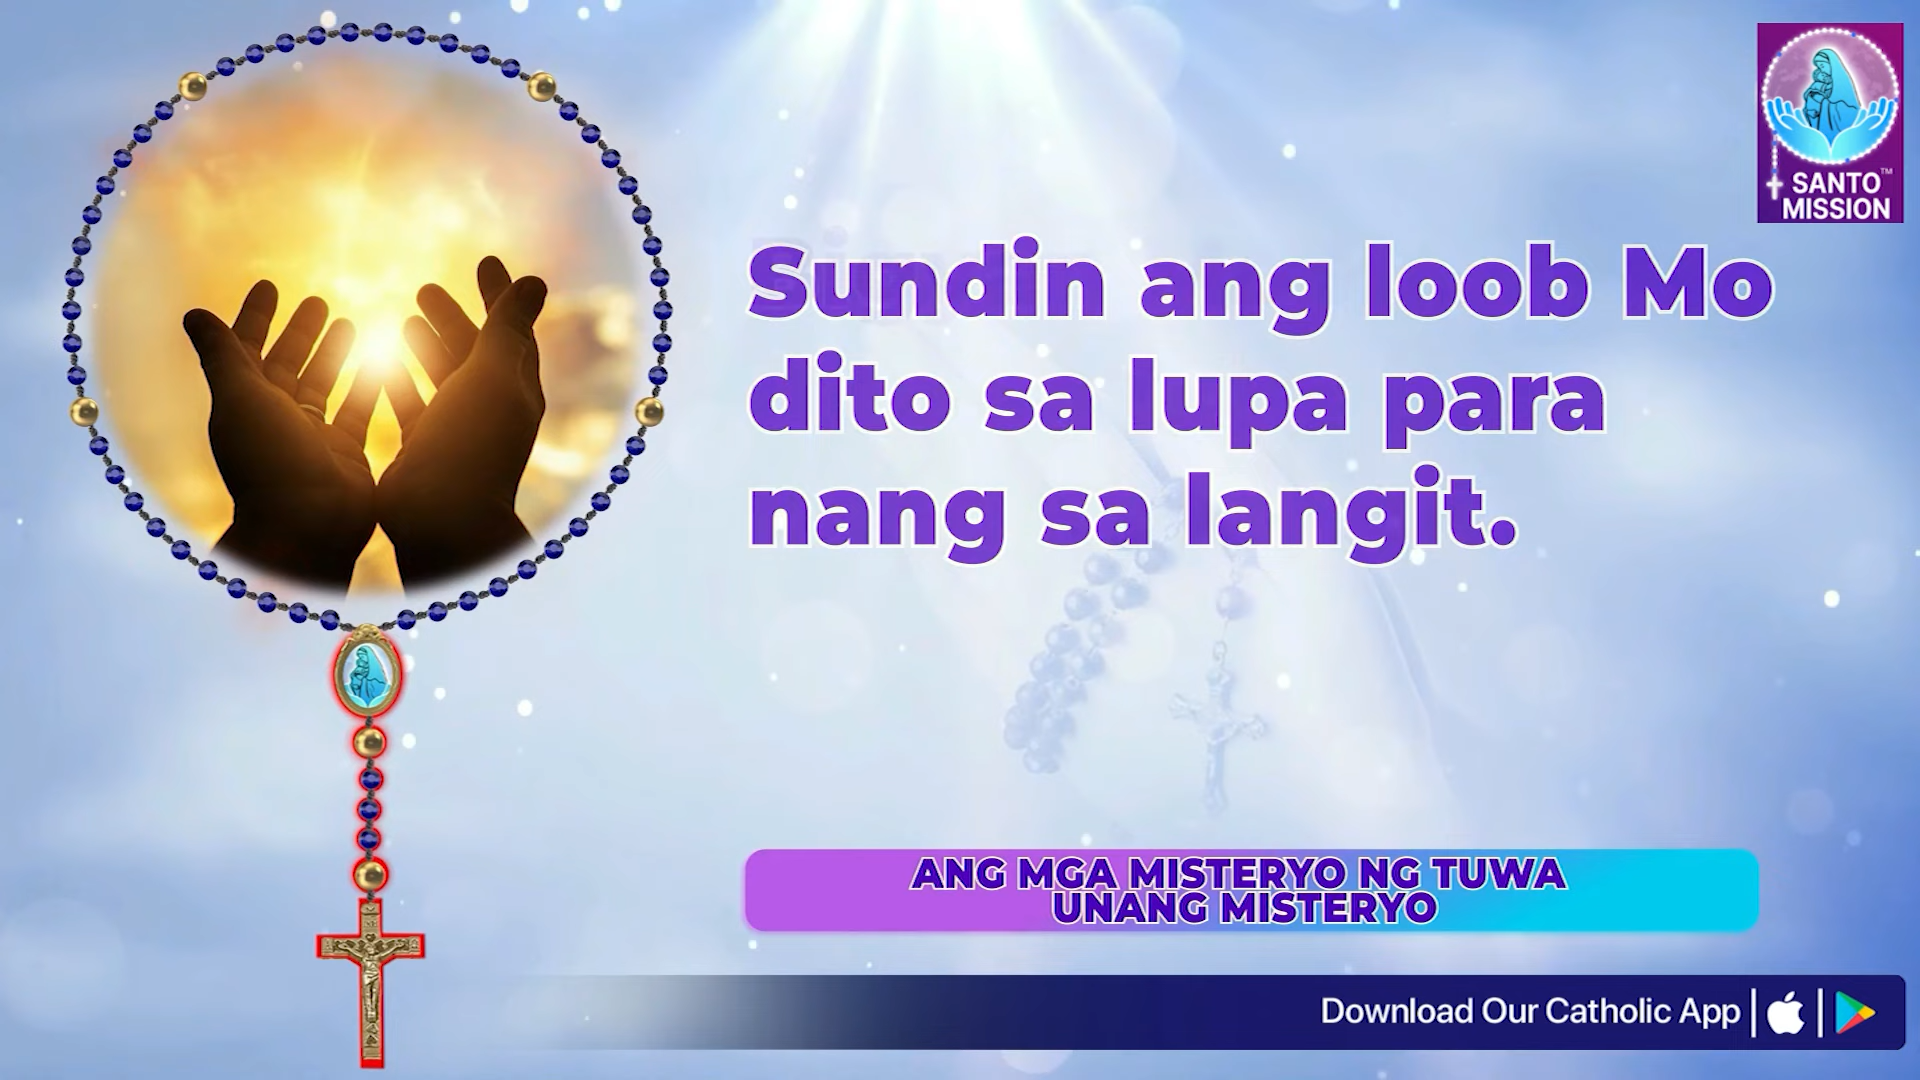 SANTO™
MISSION
Sundin ang loob Mo
dito sa lupa para
nang sa langit.
ANG MGA MISTERYO NG TUWA
UNANG MISTERYO
Download Our Catholic App